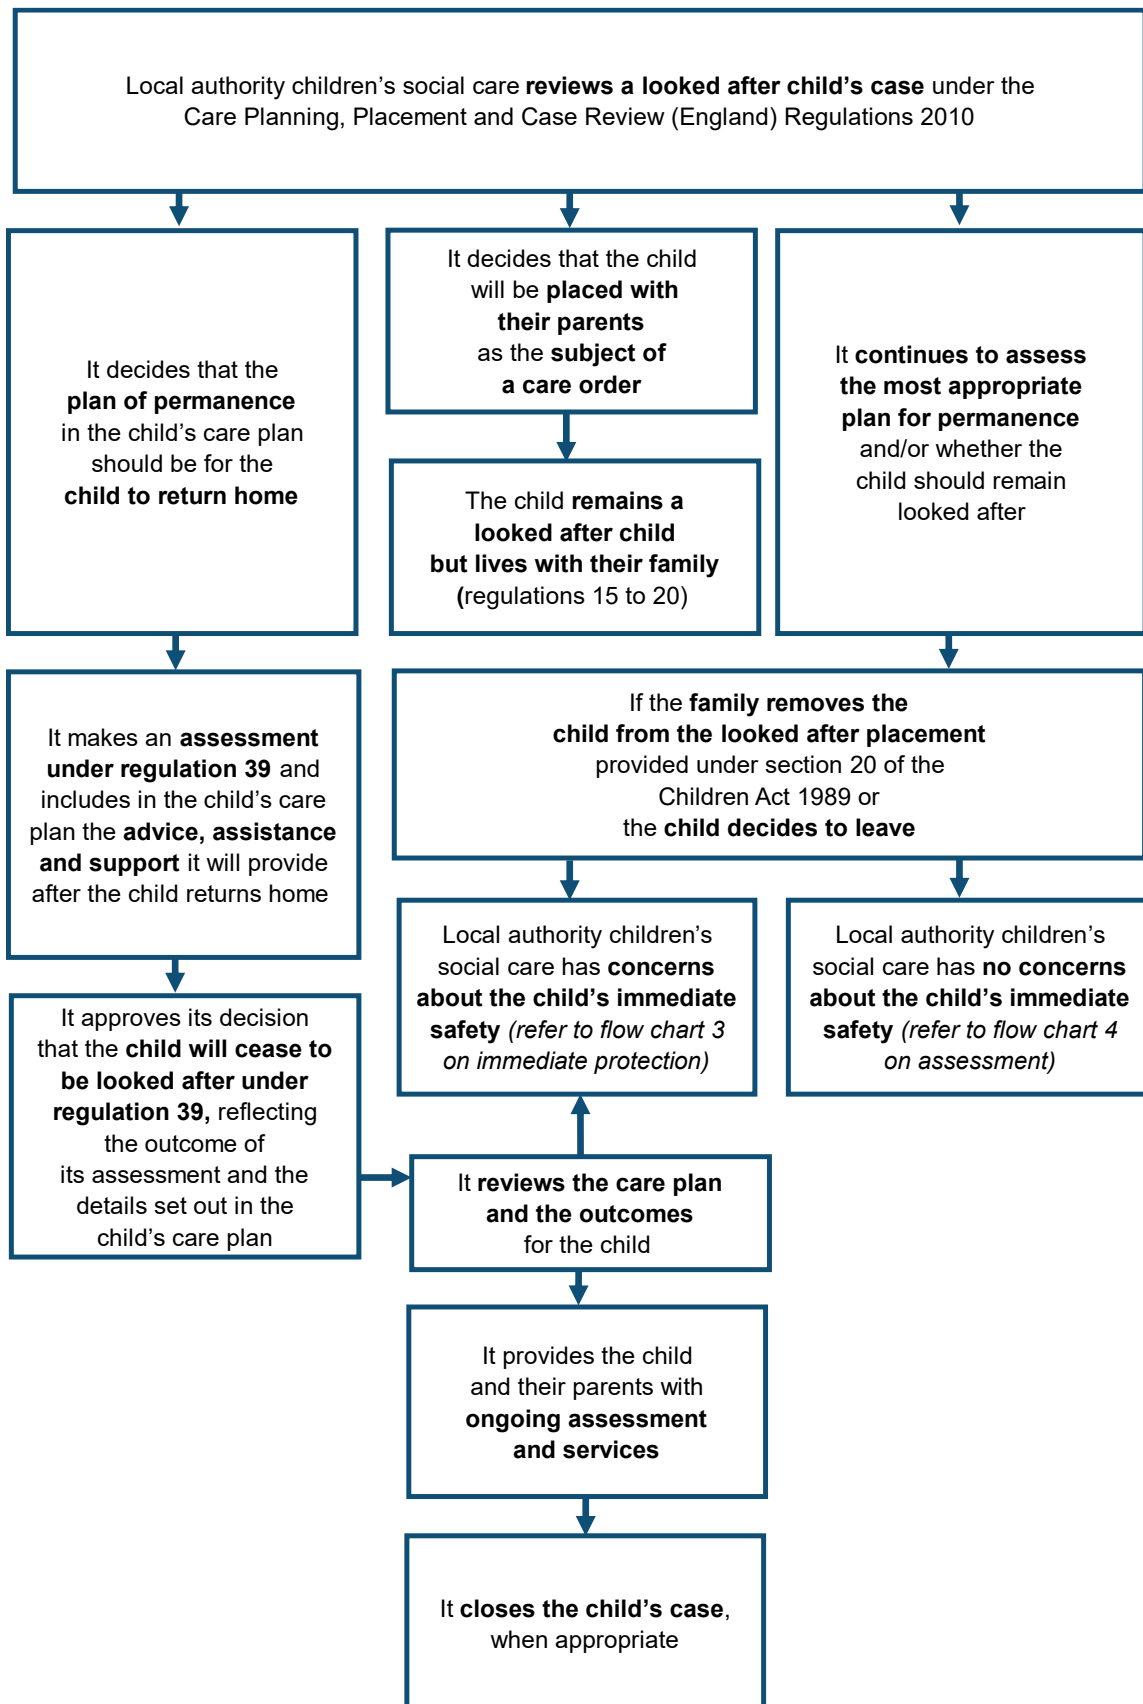 Local authority children’s social care reviews a looked after child’s case under the
Care Planning, Placement and Case Review (England) Regulations 2010
It decides that the
plan of permanence
in the child’s care plan
should be for the
child to return home
It decides that the child
will be placed with
their parents
as the subject of
a care order
The child remains a
looked after child
but lives with their family
(regulations 15 to 20)
It continues to assess
the most appropriate
plan for permanence
and/or whether the
child should remain
looked after
It makes an assessment
under regulation 39 and
includes in the child’s care
plan the advice, assistance
and support it will provide
after the child returns home
If the family removes the
child from the looked after placement
provided under section 20 of the
Children Act 1989 or
the child decides to leave
Local authority children’s
social care has concerns
about the child’s immediate
safety (refer to flow chart 3
on immediate protection)
Local authority children’s
social care has no concerns
about the child’s immediate
safety (refer to flow chart 4
on assessment)
It approves its decision
that the child will cease to
be looked after under
regulation 39, reflecting
the outcome of
its assessment and the
details set out in the
child’s care plan
It reviews the care plan
and the outcomes
for the child
It provides the child
and their parents with
ongoing assessment
and services
It closes the child’s case,
when appropriate